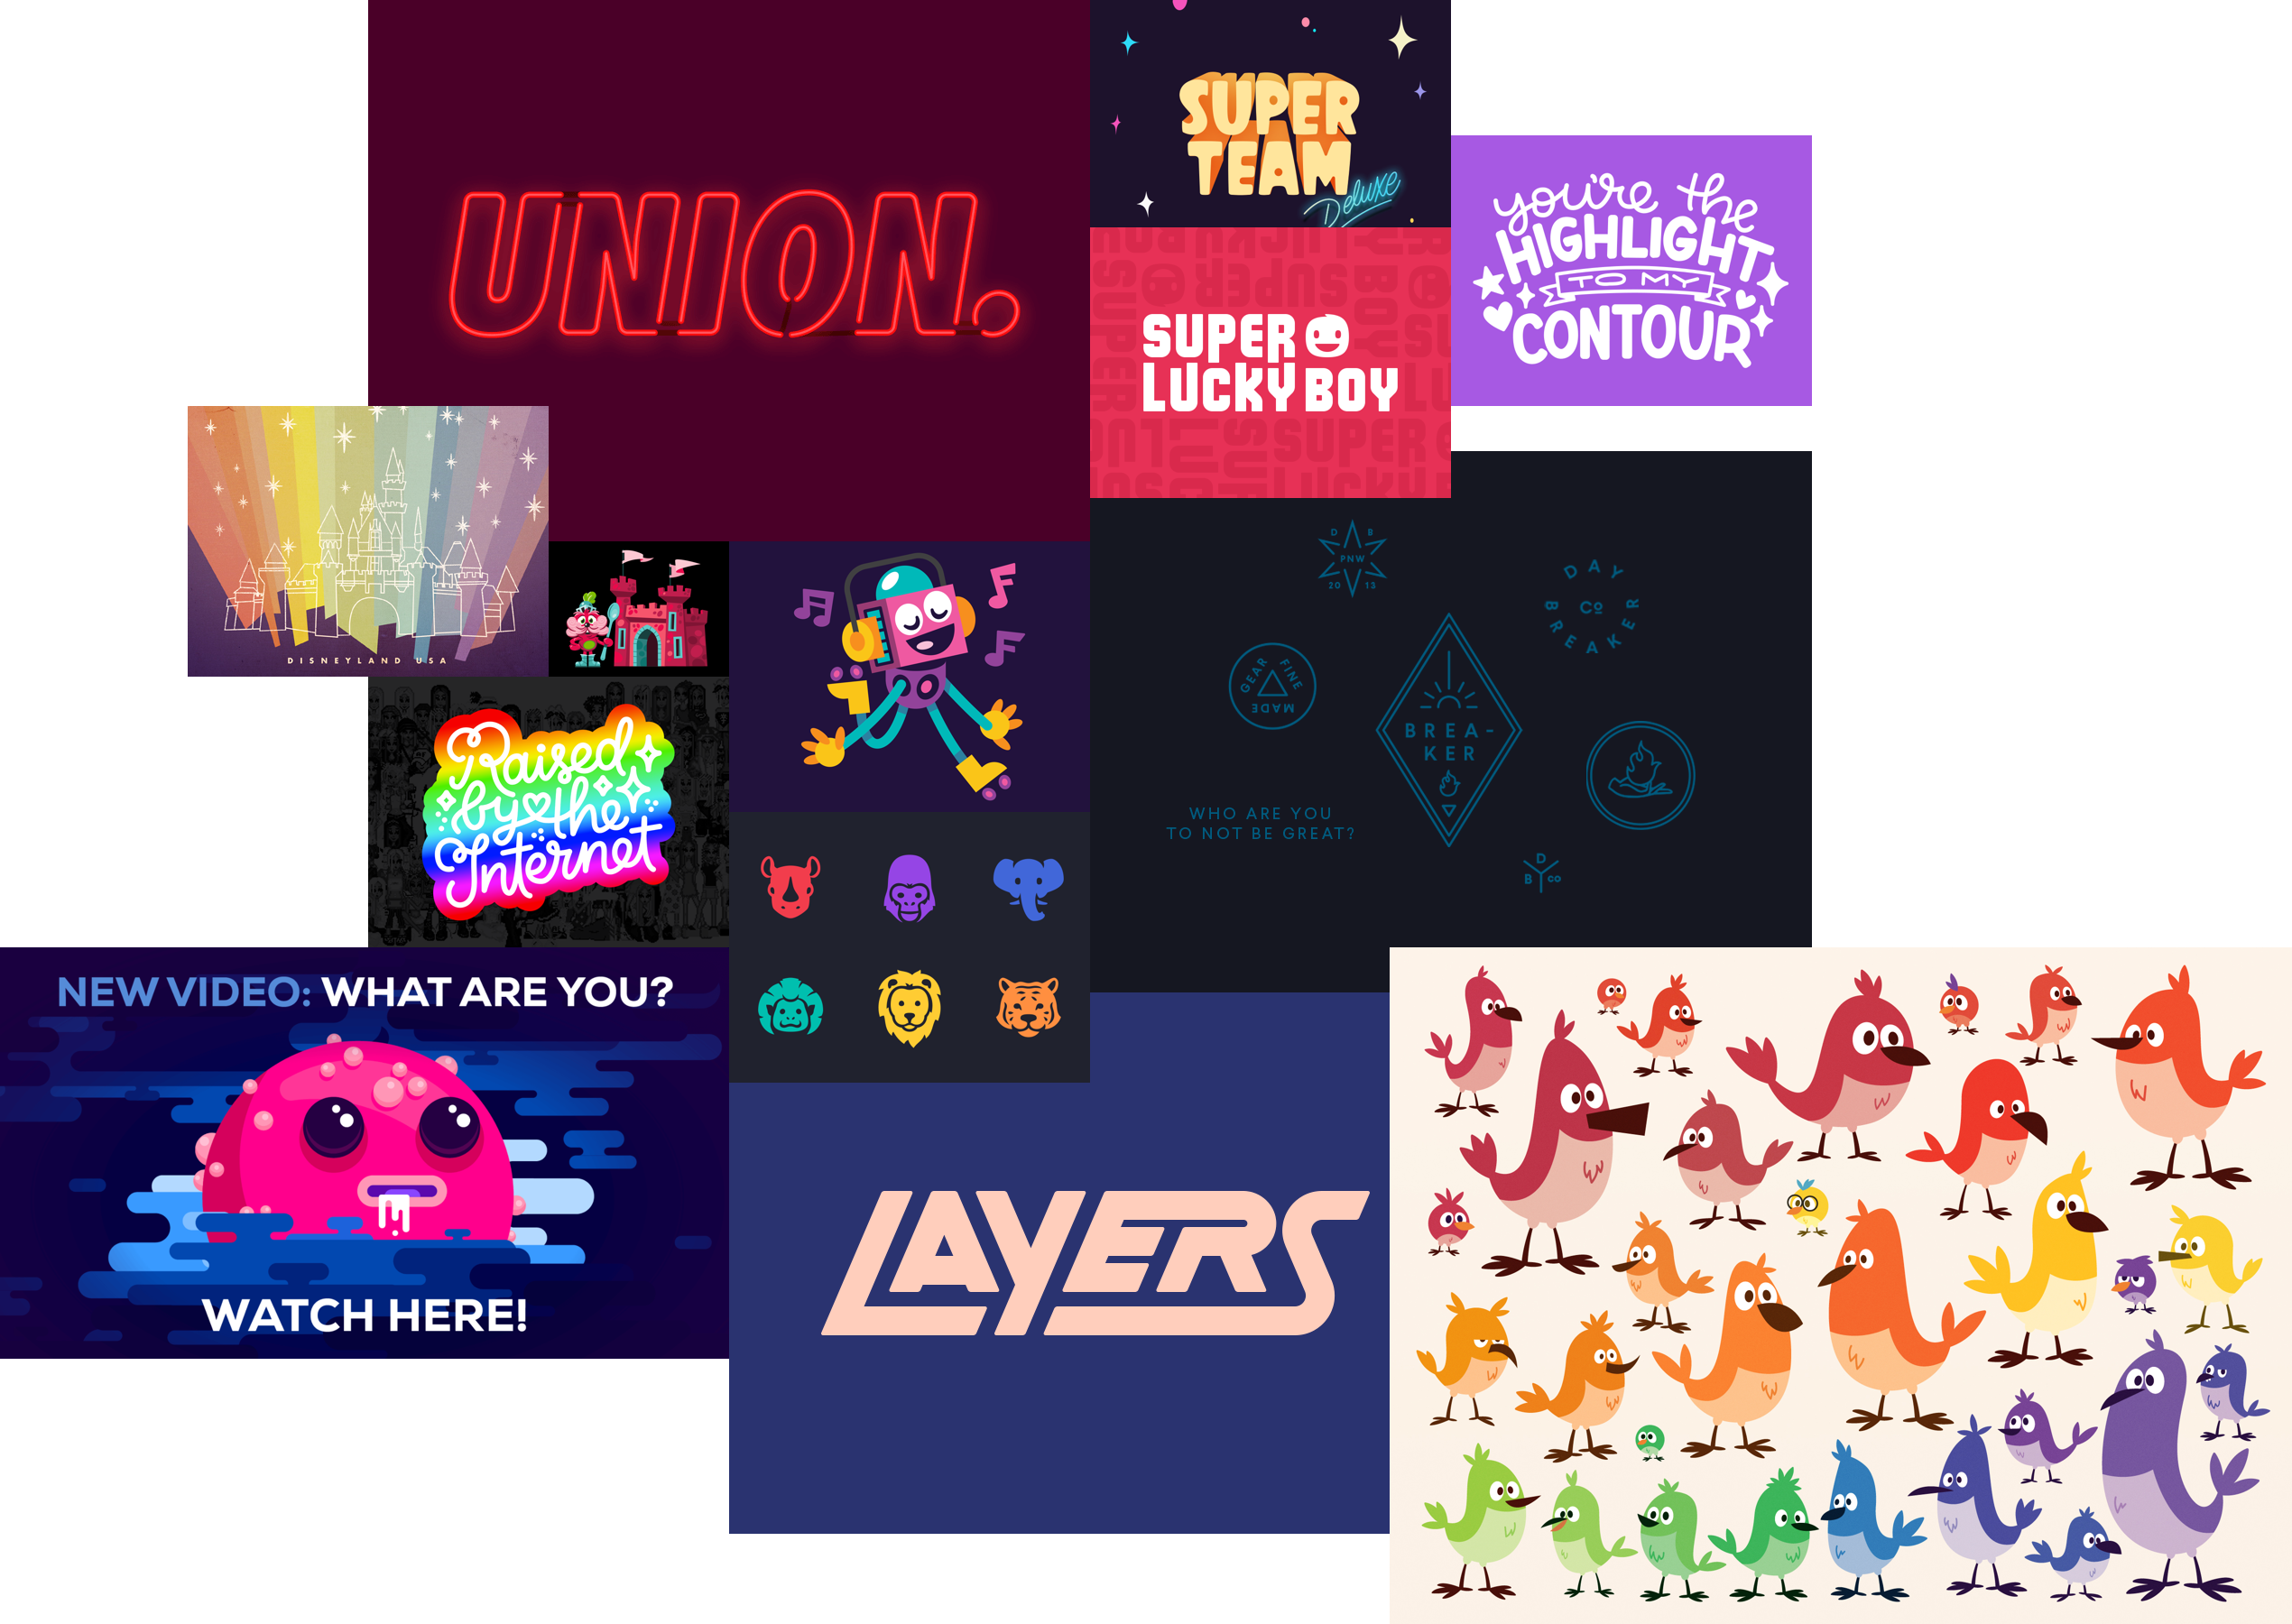 UNION.
SUPER
TEAM
Deluxe
you're the
HIGHLIGHT
TO MY
CONTOUR
SUPER
LUCKY BOY
DISNEYLAND USA
Raised
by the
Internet
D B
PNW
20 13
DAY
BREAKER
Co
GEAR FINE
MADE
BREA-
KER
WHO ARE YOU
TO NOT BE GREAT?
D
B CO
NEW VIDEO: WHAT ARE YOU?
WATCH HERE!
LAYERS